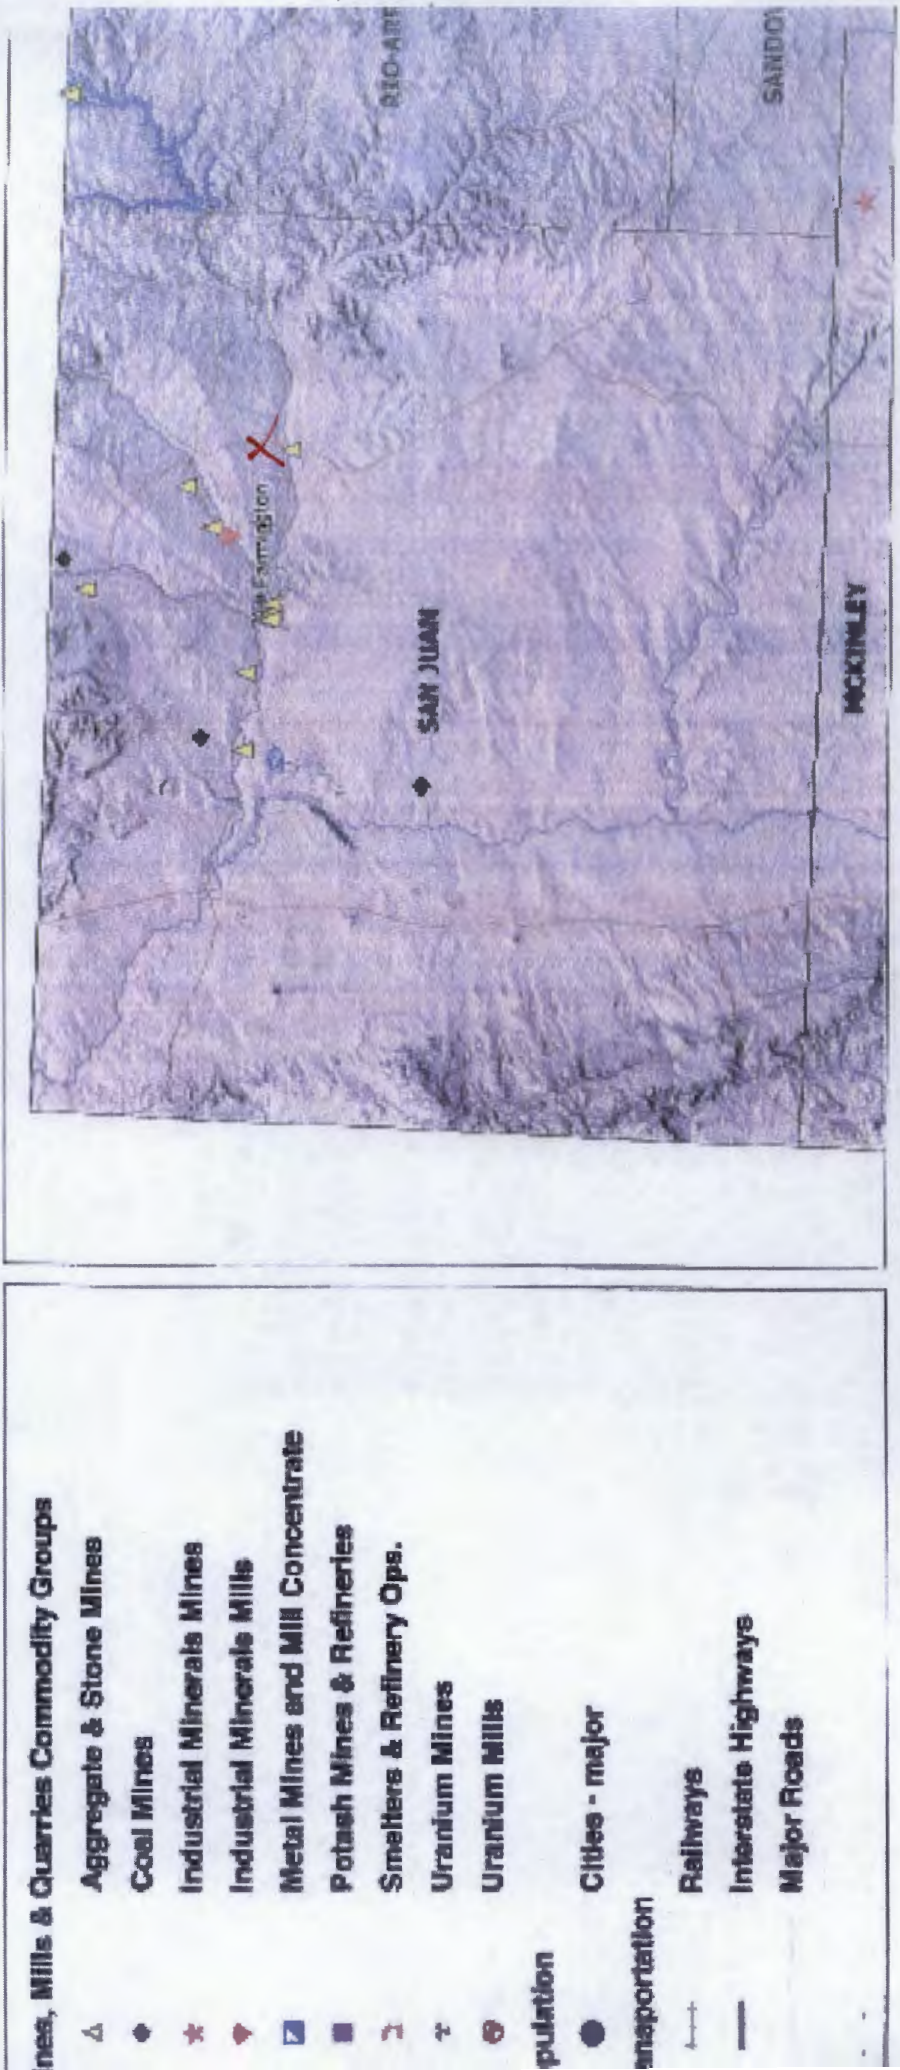 RIO ARR
SANDOV
Farmington
SAN JUAN
MCKINLEY
nes, Mills & Quarries Commodity Groups
Aggregate & Stone Mines
Coal Mines
Industrial Minerals Mines
Industrial Minerals Mills
Metal Mines and Mill Concentrate
Potash Mines & Refineries
Smelters & Refinery Ops.
Uranium Mines
Uranium Mills
pulation
Cities - major
ansportation
Railways
Interstate Highways
Major Roads